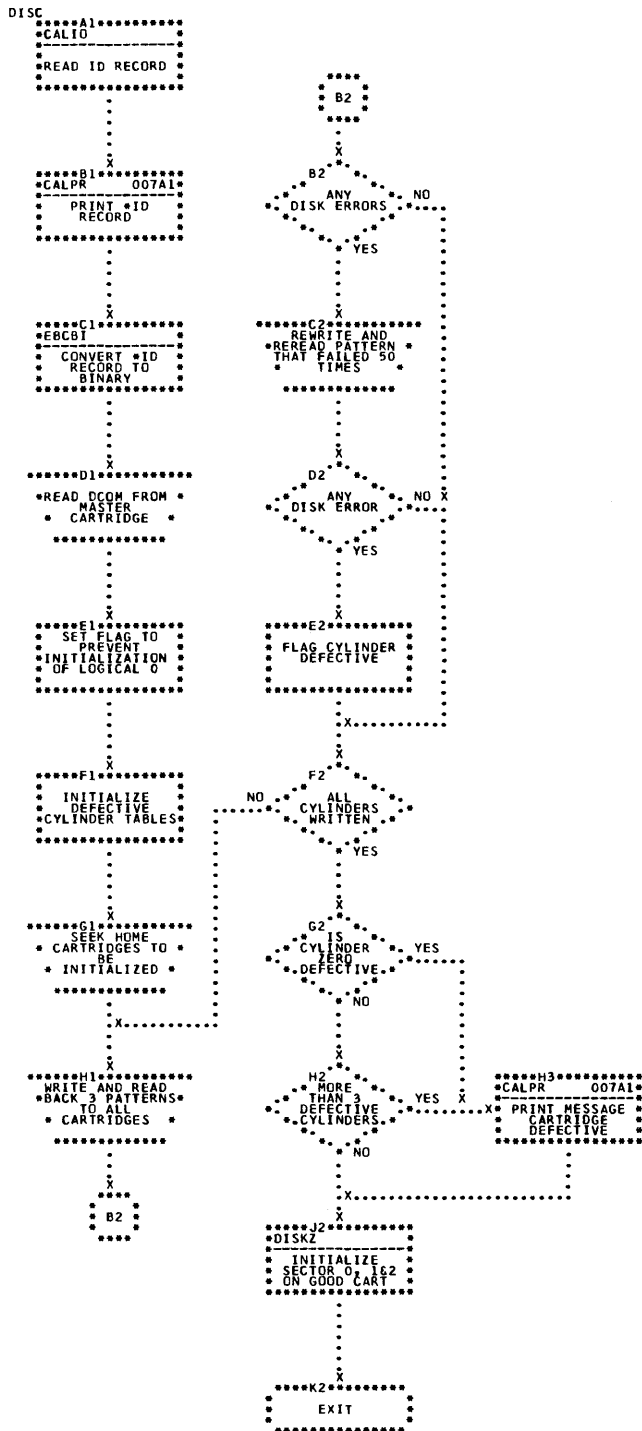 DISC
A1
CALIO
READ ID RECORD
B1
CALPR 007A1
PRINT *ID
RECORD
C1
EBCBI
CONVERT *ID
RECORD TO
BINARY
D1
READ DCOM FROM
MASTER
CARTRIDGE
E1
SET FLAG TO
PREVENT
INITIALIZATION
OF LOGICAL 0
F1
INITIALIZE
DEFECTIVE
CYLINDER TABLES
G1
SEEK HOME
CARTRIDGES TO
BE
INITIALIZED
X
H1
WRITE AND READ
BACK 3 PATTERNS
TO ALL
CARTRIDGES
B2
B2
B2
ANY
DISK ERRORS
NO
YES
C2
REWRITE AND
REREAD PATTERN
THAT FAILED 50
TIMES
D2
ANY
DISK ERROR
NO
YES
E2
FLAG CYLINDER
DEFECTIVE
F2
NO
ALL
CYLINDERS
WRITTEN
YES
G2
IS
CYLINDER
ZERO
DEFECTIVE
YES
NO
H2
MORE
THAN 3
DEFECTIVE
CYLINDERS
YES
NO
H3
CALPR 007A1
PRINT MESSAGE
CARTRIDGE
DEFECTIVE
J2
DISKZ
INITIALIZE
SECTOR 0, 1&2
ON GOOD CART
K2
EXIT